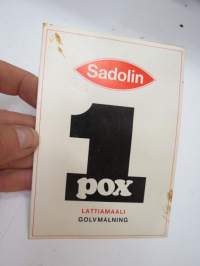 Sadolin
1
pox
LATTIAMAALI
GOLVMÅLNING